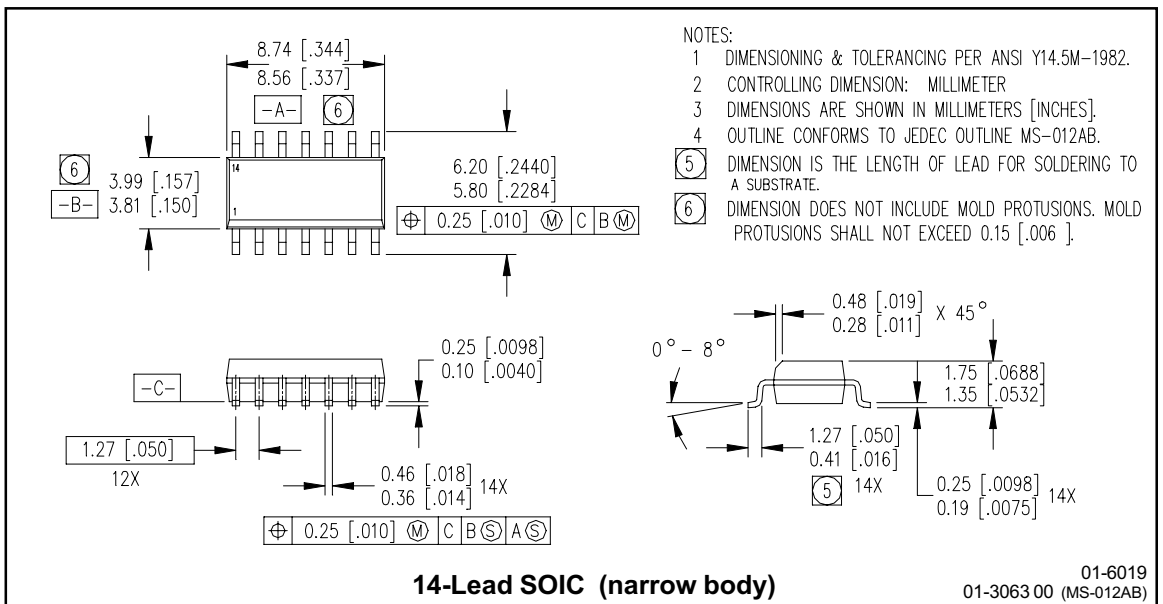 8.74 [.344]
8.56 [.337]
-A- 6
14
1
6
-B-
3.99 [.157]
3.81 [.150]
6.20 [.2440]
5.80 [.2284]
⌖ 0.25 [.010] Ⓜ C B Ⓜ
NOTES:
1 DIMENSIONING & TOLERANCING PER ANSI Y14.5M-1982.
2 CONTROLLING DIMENSION: MILLIMETER
3 DIMENSIONS ARE SHOWN IN MILLIMETERS [INCHES].
4 OUTLINE CONFORMS TO JEDEC OUTLINE MS-012AB.
5 DIMENSION IS THE LENGTH OF LEAD FOR SOLDERING TO
A SUBSTRATE.
6 DIMENSION DOES NOT INCLUDE MOLD PROTUSIONS. MOLD
PROTUSIONS SHALL NOT EXCEED 0.15 [.006 ].
-C-
0.25 [.0098]
0.10 [.0040]
1.27 [.050]
12X
0.46 [.018]
0.36 [.014]
14X
⌖ 0.25 [.010] Ⓜ C B Ⓢ A Ⓢ
0.48 [.019]
0.28 [.011]
X 45°
0°-8°
1.75 [.0688]
1.35 [.0532]
1.27 [.050]
0.41 [.016]
5 14X
0.25 [.0098]
0.19 [.0075]
14X
14-Lead SOIC (narrow body)
01-6019
01-3063 00 (MS-012AB)